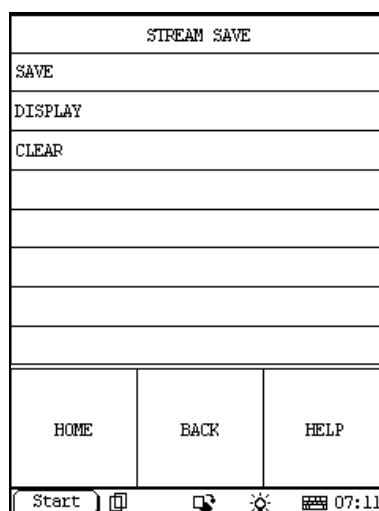 STREAM SAVE
SAVE
DISPLAY
CLEAR
HOME BACK HELP
Start 07:11